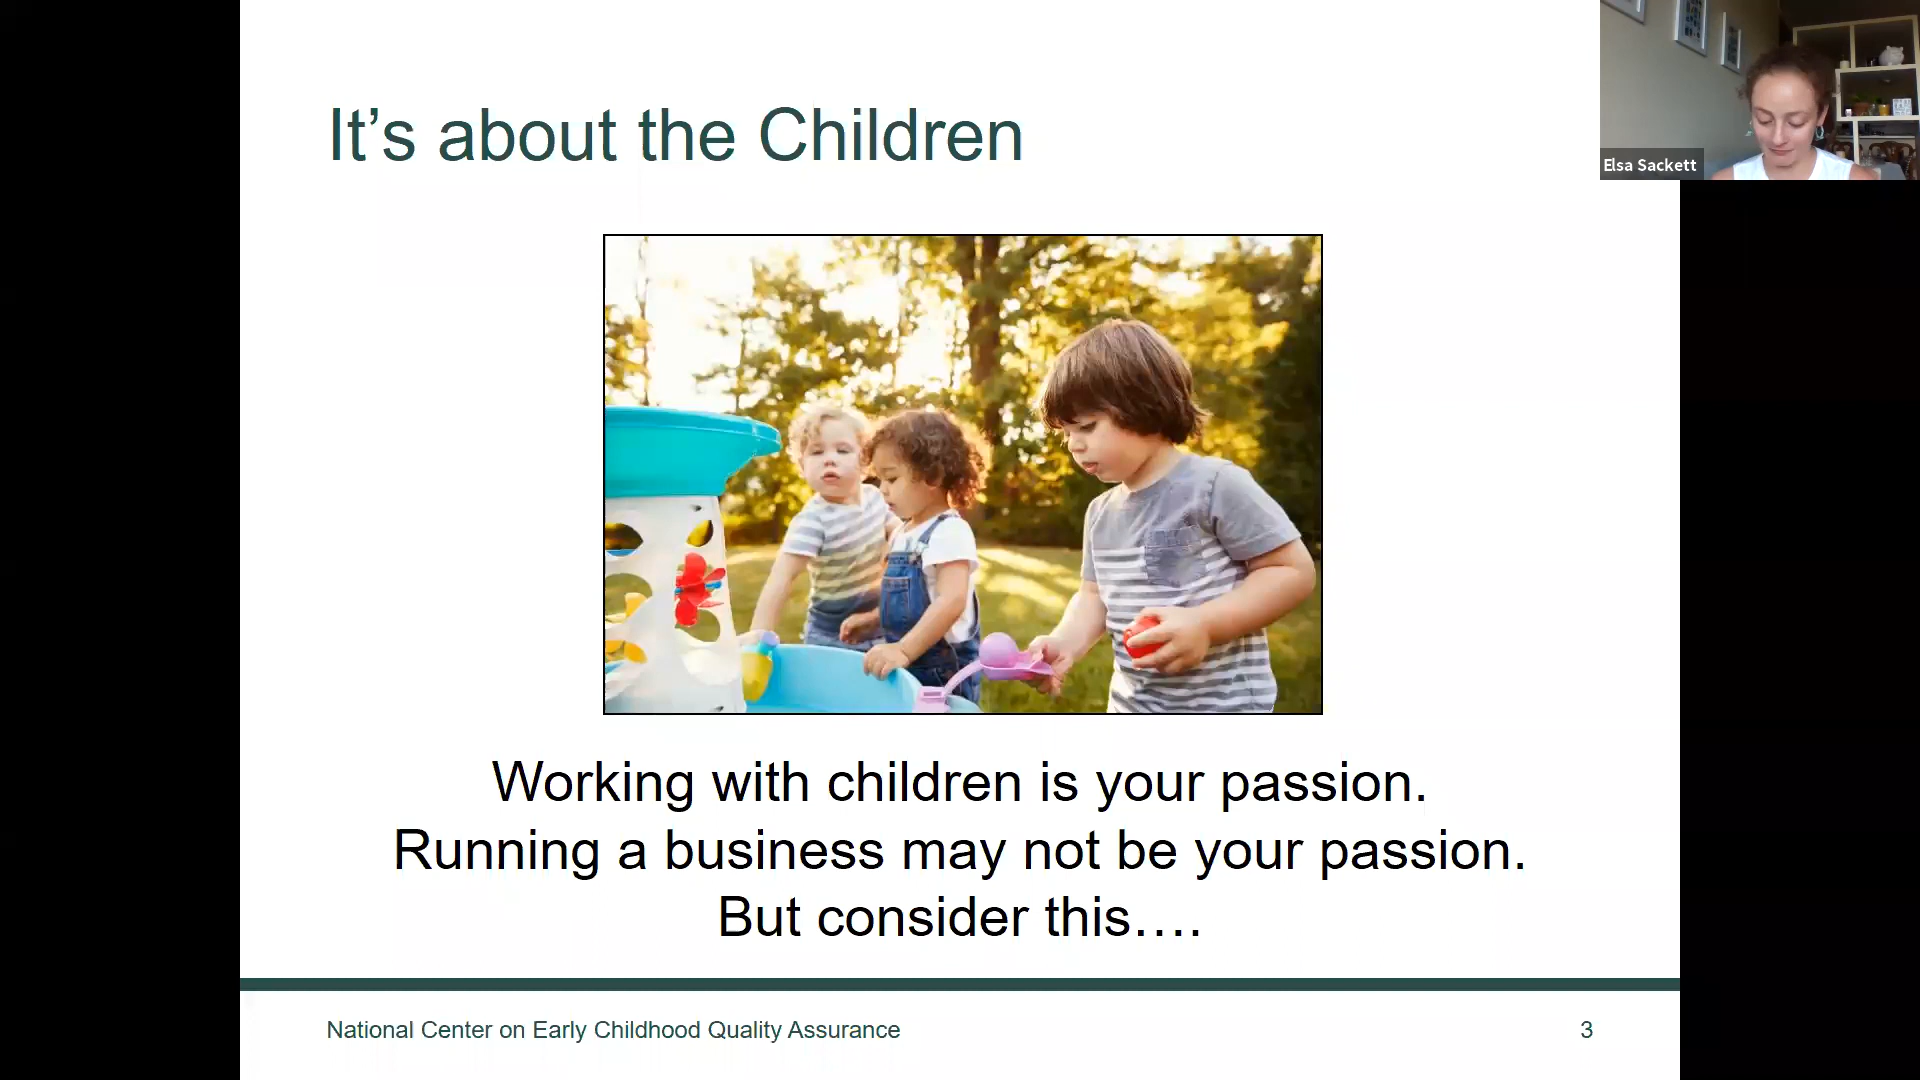 It’s about the Children
Elsa Sackett
Working with children is your passion.
Running a business may not be your passion.
But consider this….
National Center on Early Childhood Quality Assurance
3